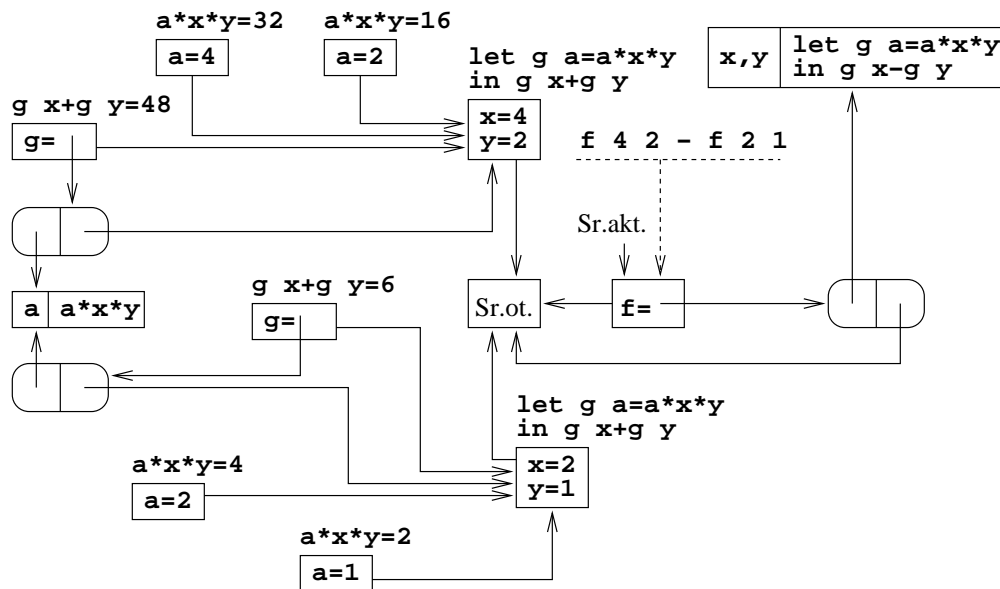 a*x*y=32
a*x*y=16
a=4
a=2
let g a=a*x*y
in g x+g y
x,y
let g a=a*x*y
in g x-g y
g x+g y=48
g=
x=4
y=2
f 4 2 - f 2 1
Sr.akt.
a
a*x*y
g x+g y=6
g=
Sr.ot.
f=
let g a=a*x*y
in g x+g y
a*x*y=4
a=2
x=2
y=1
a*x*y=2
a=1